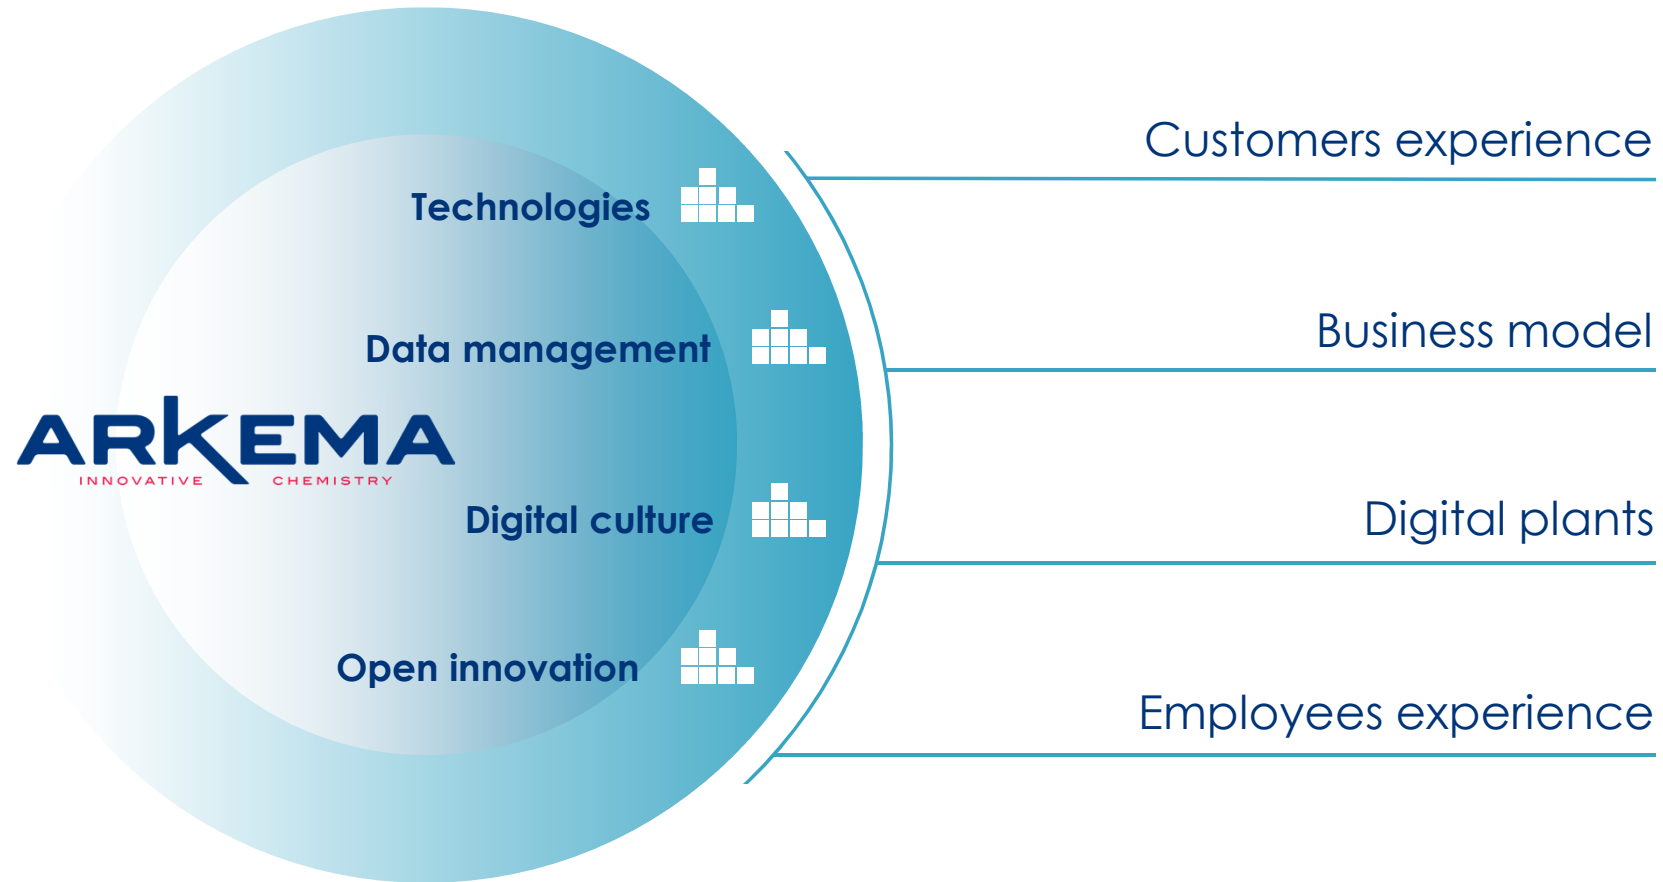 Technologies
Data management
ARKEMA
INNOVATIVE CHEMISTRY
Digital culture
Open innovation
Customers experience
Business model
Digital plants
Employees experience